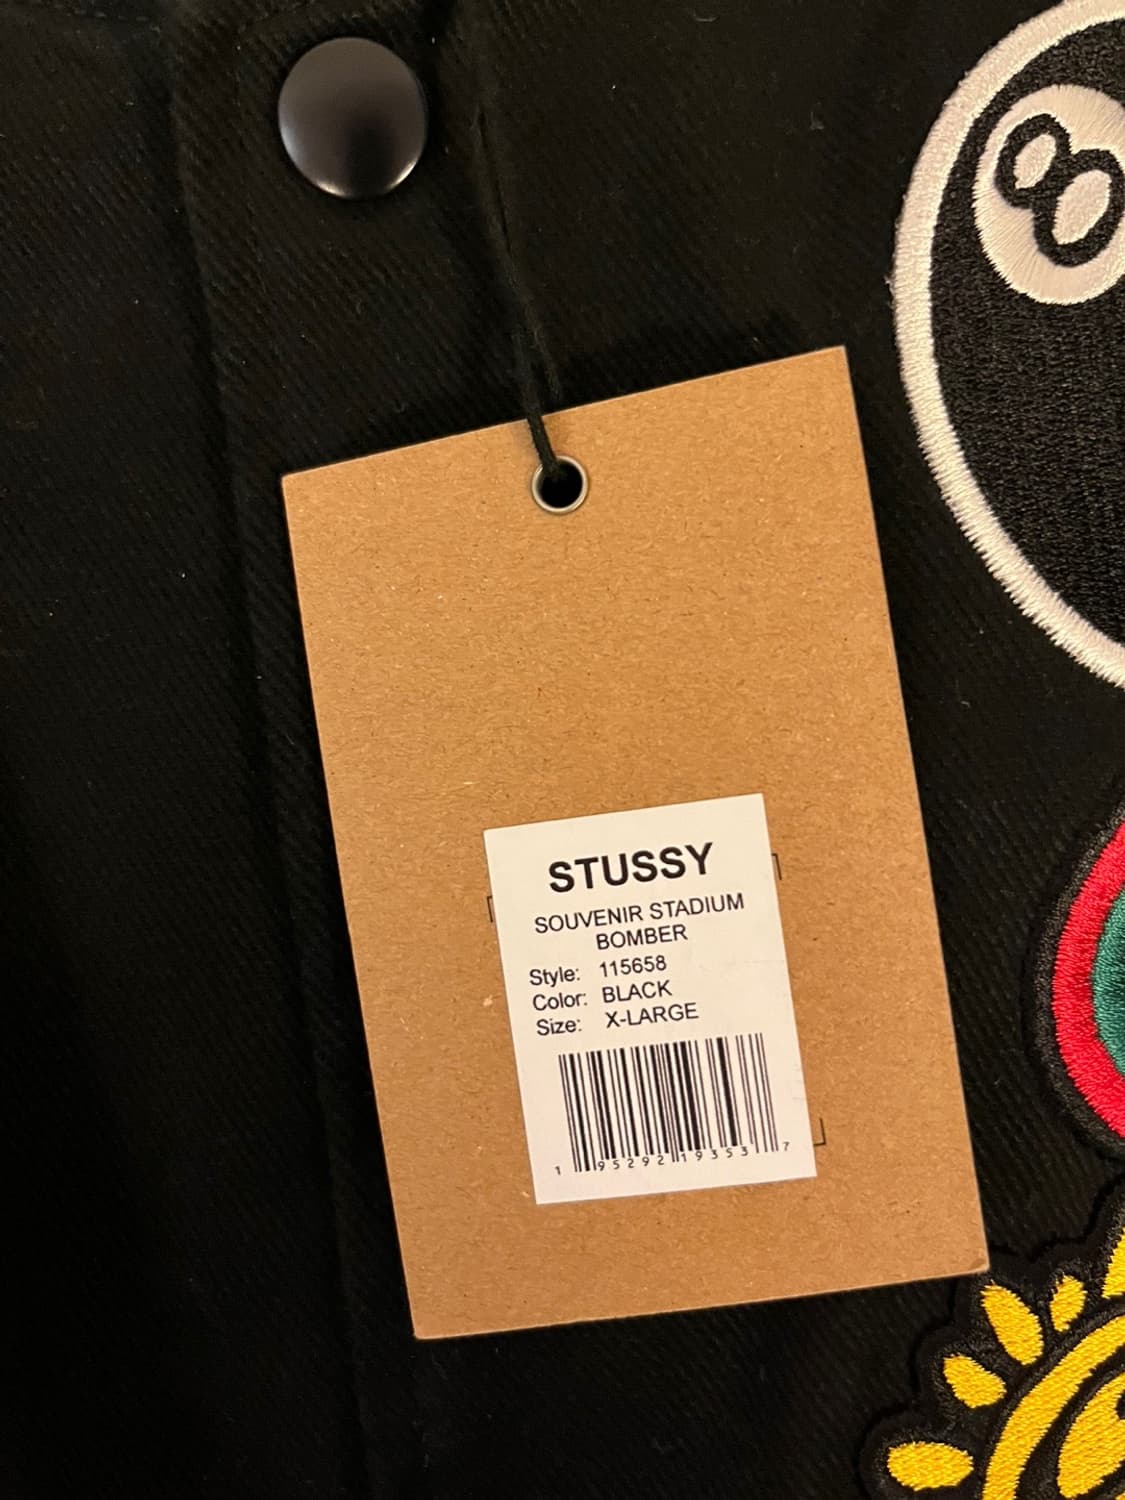 8
STUSSY
SOUVENIR STADIUM
BOMBER
Style: 115658
Color: BLACK
Size: X-LARGE
1 95292 19353 7